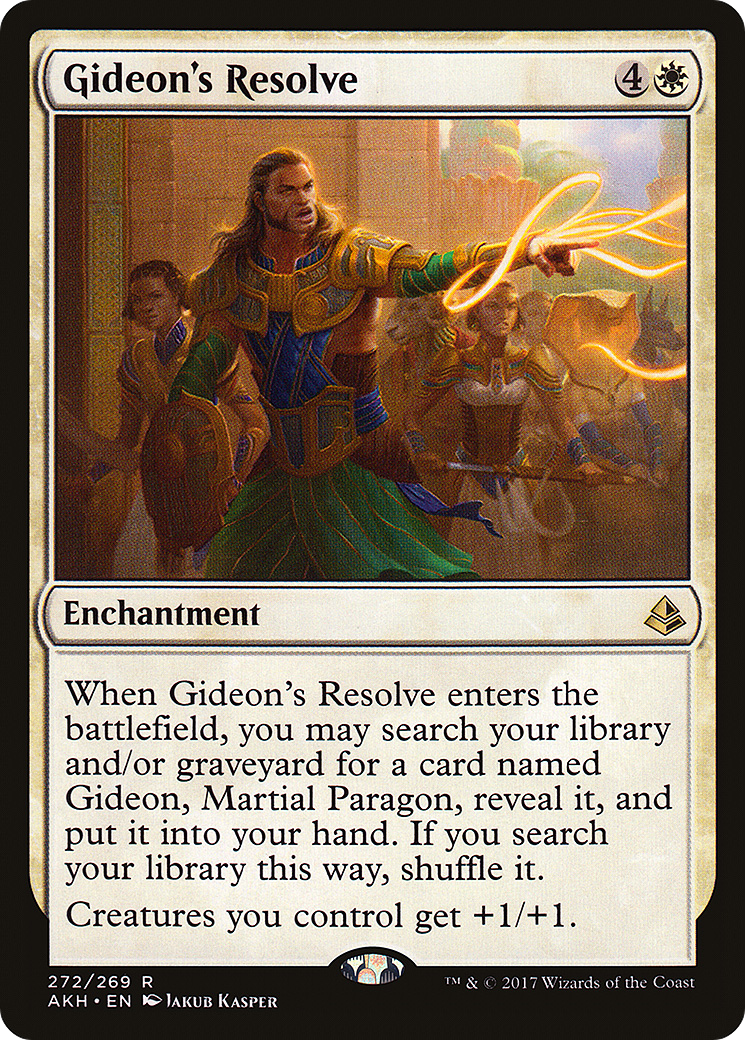 Gideon's Resolve 4
Enchantment
When Gideon's Resolve enters the
battlefield, you may search your library
and/or graveyard for a card named
Gideon, Martial Paragon, reveal it, and
put it into your hand. If you search
your library this way, shuffle it.
Creatures you control get +1/+1.
272/269 R
AKH • EN Jakub Kasper
™ & © 2017 Wizards of the Coast